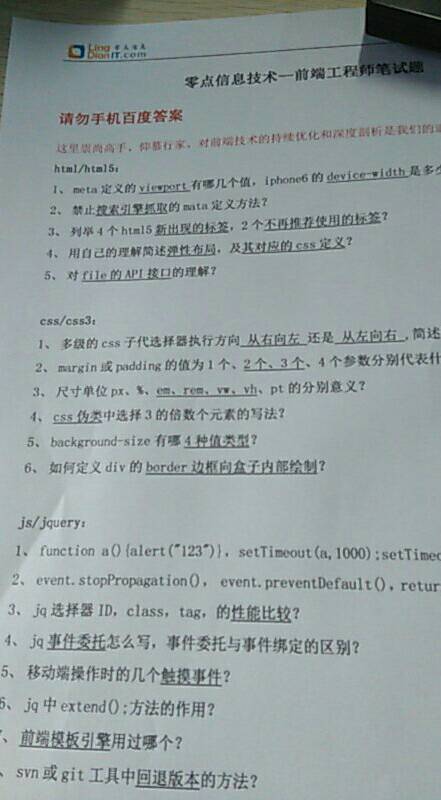 Ling
DianIT.com
零点信息技术—前端工程师笔试题
请勿手机百度答案
这里崇尚高手，仰慕行家，对前端技术的持续优化和深度剖析是我们的
html/html5：
1、meta 定义的 viewport 有哪几个值，iphone6 的 device-width 是多
2、禁止搜索引擎抓取的 mata 定义方法？
3、列举 4 个 html5 新出现的标签，2 个不再推荐使用的标签？
4、用自己的理解简述弹性布局，及其对应的 css 定义？
5、对 file 的 API 接口的理解？
css/css3：
1、多级的 css 子代选择器执行方向 从右向左 还是 从左向右 ，简述
2、margin 或 padding 的值为 1 个、2 个、3 个、4 个参数分别代表
3、尺寸单位 px、%、em、rem、vw、vh、pt 的分别意义？
4、css 伪类中选择 3 的倍数个元素的写法？
5、background-size 有哪 4 种值类型？
6、如何定义 div 的 border 边框向盒子内部绘制？
js/jquery：
1、function a(){alert("123")}，setTimeout(a,1000);setTimeo
2、event.stopPropagation()，event.preventDefault()，retur
3、jq 选择器 ID，class，tag，的性能比较？
4、jq 事件委托怎么写，事件委托与事件绑定的区别？
5、移动端操作时的几个触摸事件？
6、jq 中 extend();方法的作用？
、前端模板引擎用过哪个？
、svn 或 git 工具中回退版本的方法？